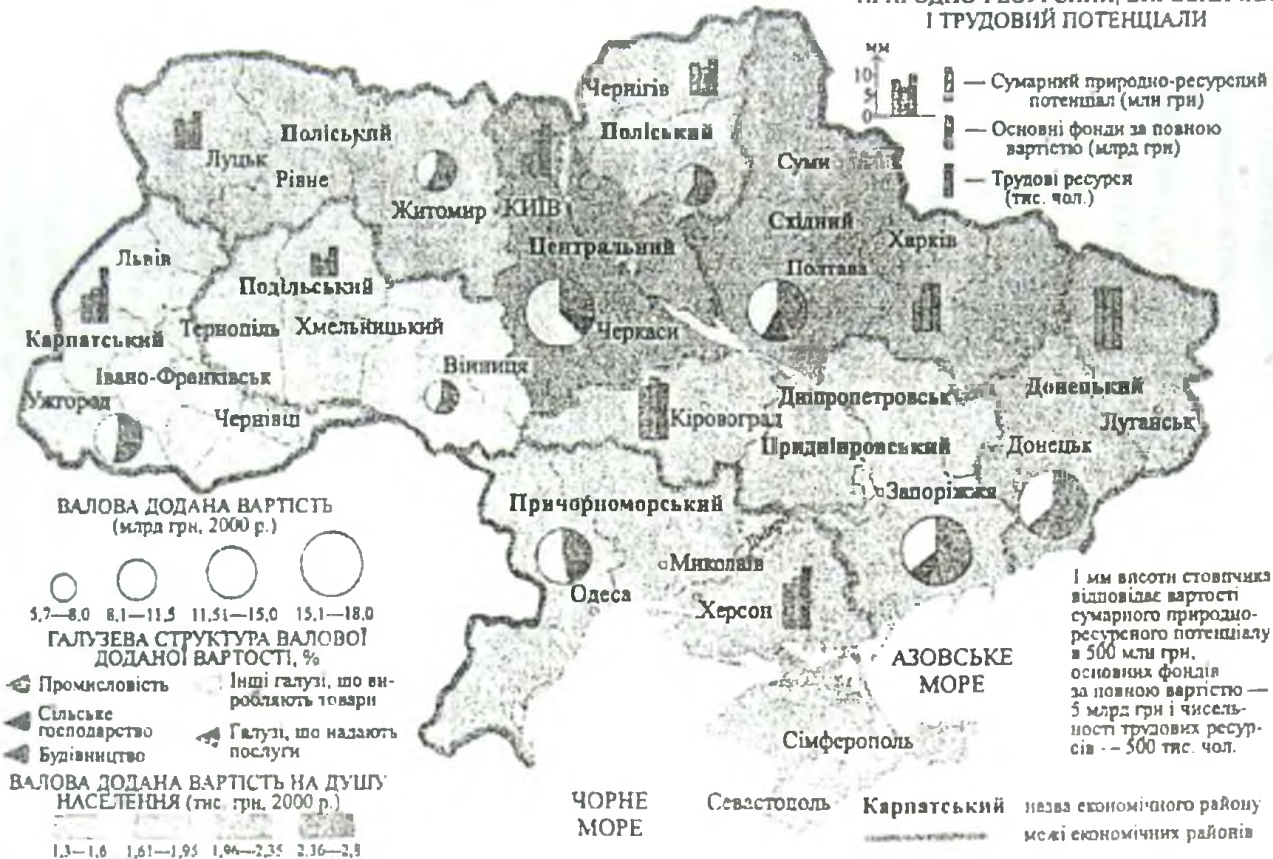 І ТРУДОВИЙ ПОТЕНЦІАЛИ
мм
10
5
0
— Сумарний природно-ресурсний
потенціал (млн грн)
— Основні фонди за повною
вартістю (млрд грн)
— Трудові ресурси
(тис. чол.)
Чернігів
Поліський
Поліський
Луцьк
Рівне
Житомир
КИЇВ
Суми
Східний
Харків
Полтава
Центральний
Черкаси
Львів
Подільський
Карпатський
Тернопіль
Хмельницький
Івано-Франківськ
Вінниця
Ужгород
Чернівці
Кіровоград
Дніпропетровськ
Придніпровський
Донецький
Луганськ
Донецьк
Запоріжжя
Причорноморський
Миколаїв
Одеса
Херсон
АЗОВСЬКЕ
МОРЕ
Сімферополь
Севастополь
ЧОРНЕ
МОРЕ
ВАЛОВА ДОДАНА ВАРТІСТЬ
(млрд грн, 2000 р.)
5,7—8,0 8,1—11,5 11,51—15,0 15,1—18,0
ГАЛУЗЕВА СТРУКТУРА ВАЛОВОЇ
ДОДАНОЇ ВАРТОСТІ, %
Промисловість
Сільське
господарство
Будівництво
Інші галузі, що ви-
робляють товари
Галузі, що надають
послуги
ВАЛОВА ДОДАНА ВАРТІСТЬ НА ДУШУ
НАСЕЛЕННЯ (тис. грн, 2000 р.)
1,3—1,6 1,61—1,95 1,96—2,35 2,36—2,8
1 мм висоти стовпчика
відповідає вартості
сумарного природно-
ресурсного потенціалу
в 500 млн грн,
основних фондів
за повною вартістю —
5 млрд грн і чисель-
ності трудових ресур-
сів -- 500 тис. чол.
Карпатський назва економічного району
межі економічних районів